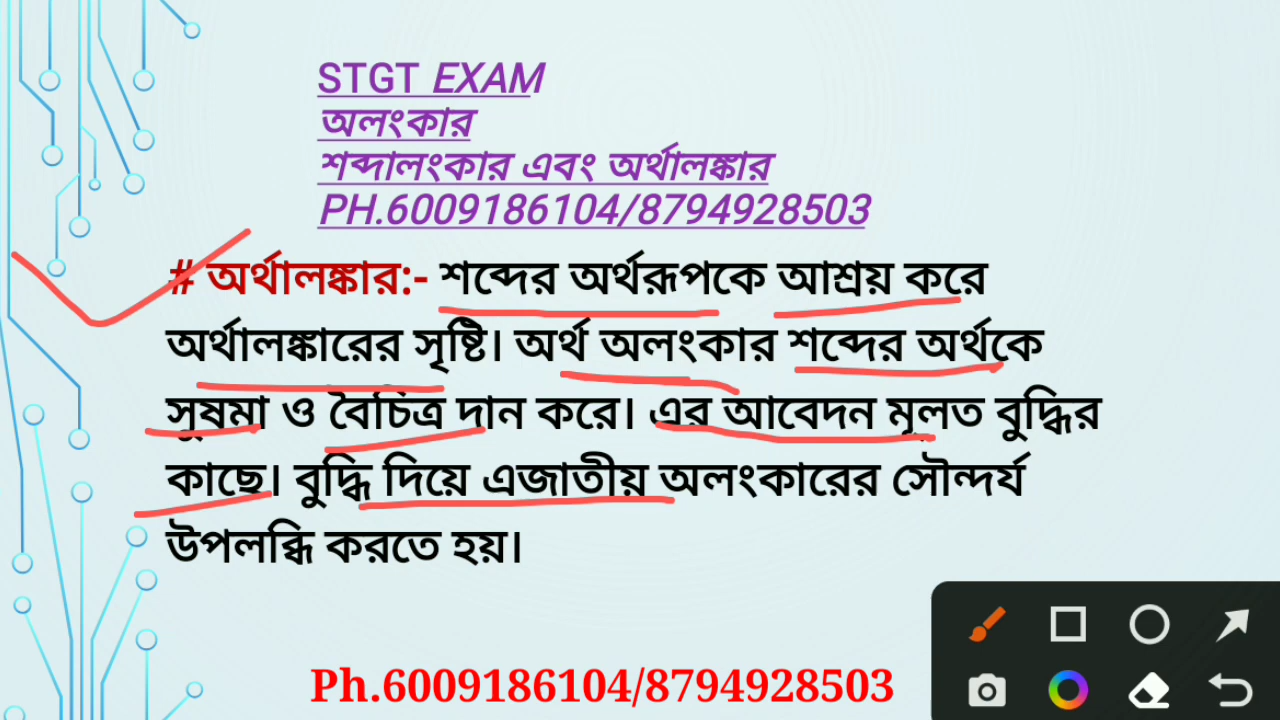 STGT EXAM
অলংকার
শব্দালংকার এবং অর্থালঙ্কার
PH.6009186104/8794928503
# অর্থালঙ্কার:- শব্দের অর্থরূপকে আশ্রয় করে
অর্থালঙ্কারের সৃষ্টি। অর্থ অলংকার শব্দের অর্থকে
সুষমা ও বৈচিত্র দান করে। এর আবেদন মূলত বুদ্ধির
কাছে। বুদ্ধি দিয়ে এজাতীয় অলংকারের সৌন্দর্য
উপলব্ধি করতে হয়।
Ph.6009186104/8794928503